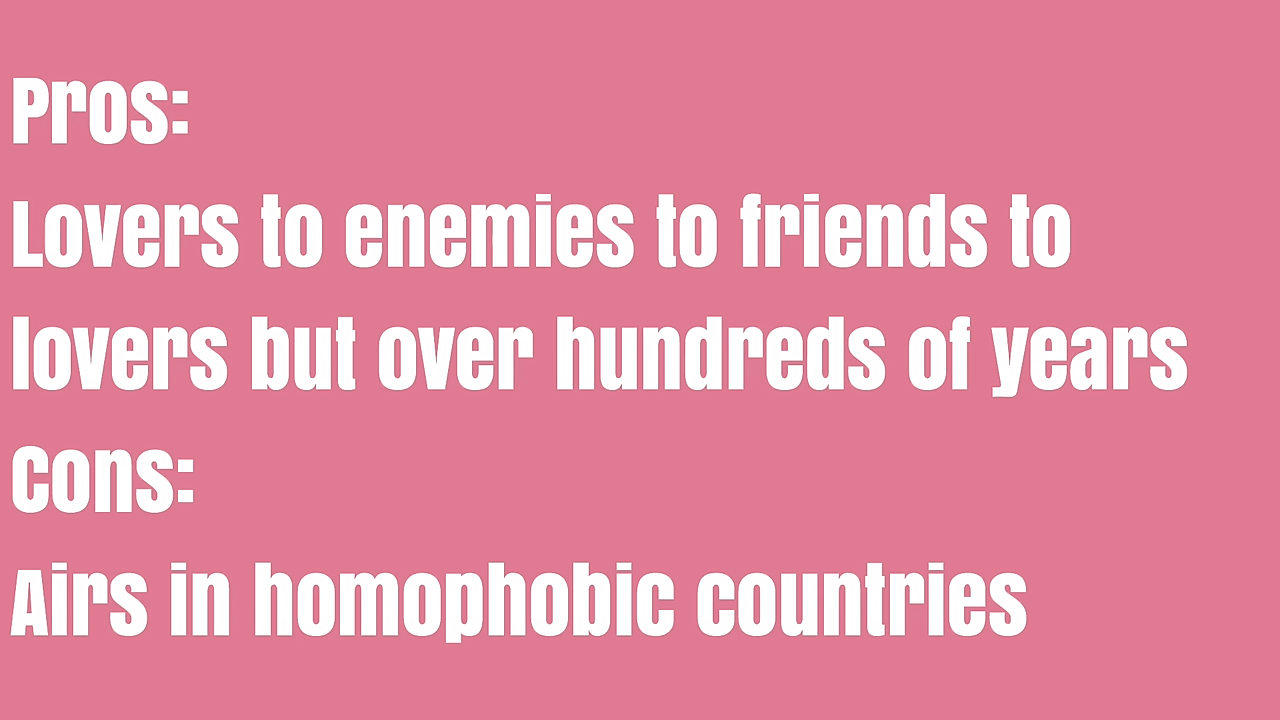 Pros:
Lovers to enemies to friends to
lovers but over hundreds of years
Cons:
Airs in homophobic countries